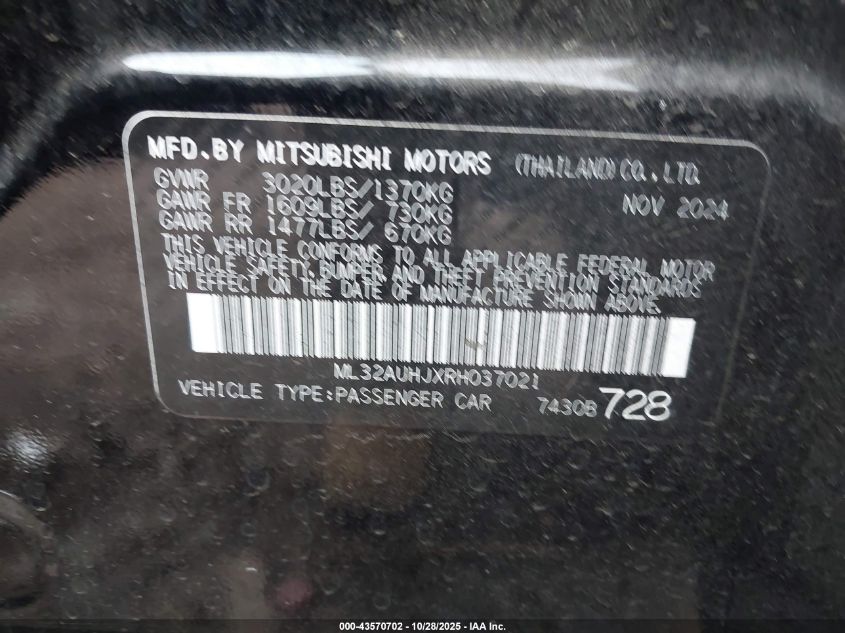 MFD.BY MITSUBISHI MOTORS (THAILAND) CO., LTD.
GVWR 3020LBS/1370KG NOV 2024
GAWR FR 1609LBS/ 730KG
GAWR RR 1477LBS/ 670KG
THIS VEHICLE CONFORMS TO ALL APPLICABLE FEDERAL MOTOR
VEHICLE SAFETY, BUMPER, AND THEFT PREVENTION STANDARDS
IN EFFECT ON THE DATE OF MANUFACTURE SHOWN ABOVE.
ML32AUHJXRH037021
VEHICLE TYPE:PASSENGER CAR 7430B 728
000-43570702 | 10/28/2025 - IAA Inc.